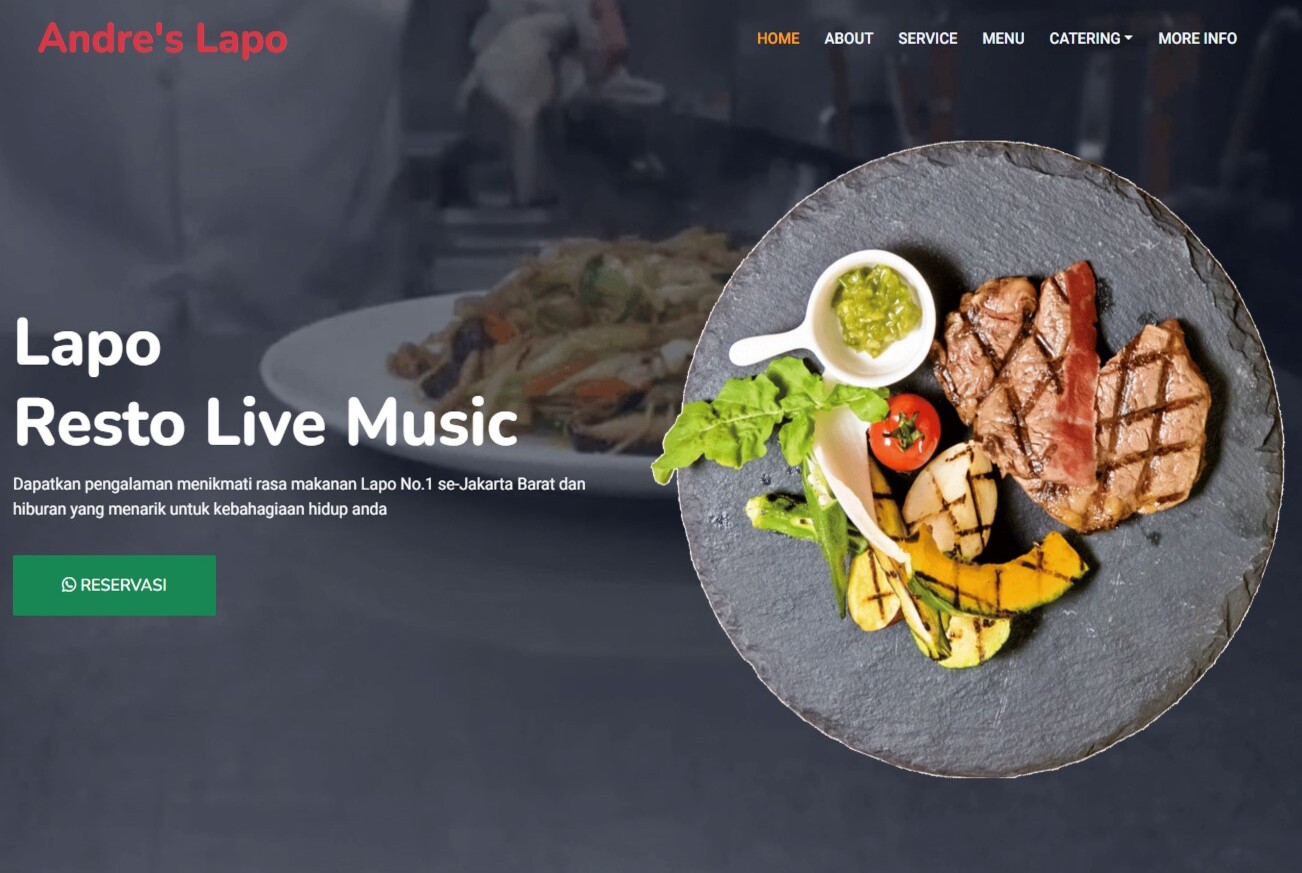 Andre's Lapo
HOME ABOUT SERVICE MENU CATERING MORE INFO
Lapo
Resto Live Music
Dapatkan pengalaman menikmati rasa makanan Lapo No.1 se-Jakarta Barat dan
hiburan yang menarik untuk kebahagiaan hidup anda
RESERVASI